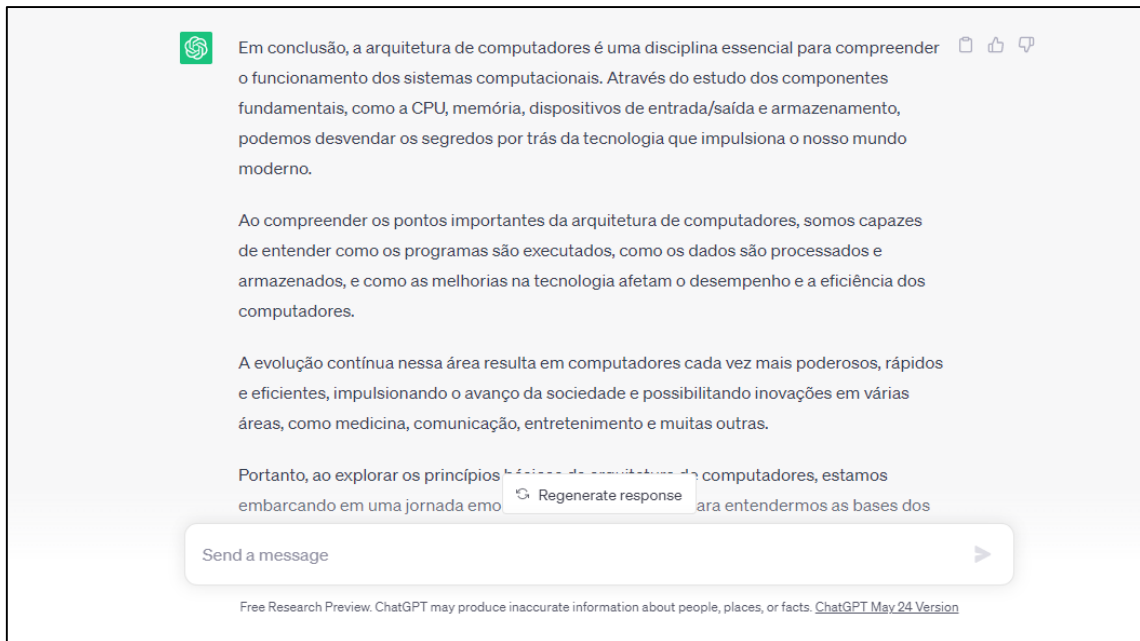 Em conclusão, a arquitetura de computadores é uma disciplina essencial para compreender
o funcionamento dos sistemas computacionais. Através do estudo dos componentes
fundamentais, como a CPU, memória, dispositivos de entrada/saída e armazenamento,
podemos desvendar os segredos por trás da tecnologia que impulsiona o nosso mundo
moderno.
Ao compreender os pontos importantes da arquitetura de computadores, somos capazes
de entender como os programas são executados, como os dados são processados e
armazenados, e como as melhorias na tecnologia afetam o desempenho e a eficiência dos
computadores.
A evolução contínua nessa área resulta em computadores cada vez mais poderosos, rápidos
e eficientes, impulsionando o avanço da sociedade e possibilitando inovações em várias
áreas, como medicina, comunicação, entretenimento e muitas outras.
Portanto, ao explorar os princípios básicos da arquitetura de computadores, estamos
embarcando em uma jornada ara entendermos as bases dos
Regenerate response
Send a message
Free Research Preview. ChatGPT may produce inaccurate information about people, places, or facts. ChatGPT May 24 Version